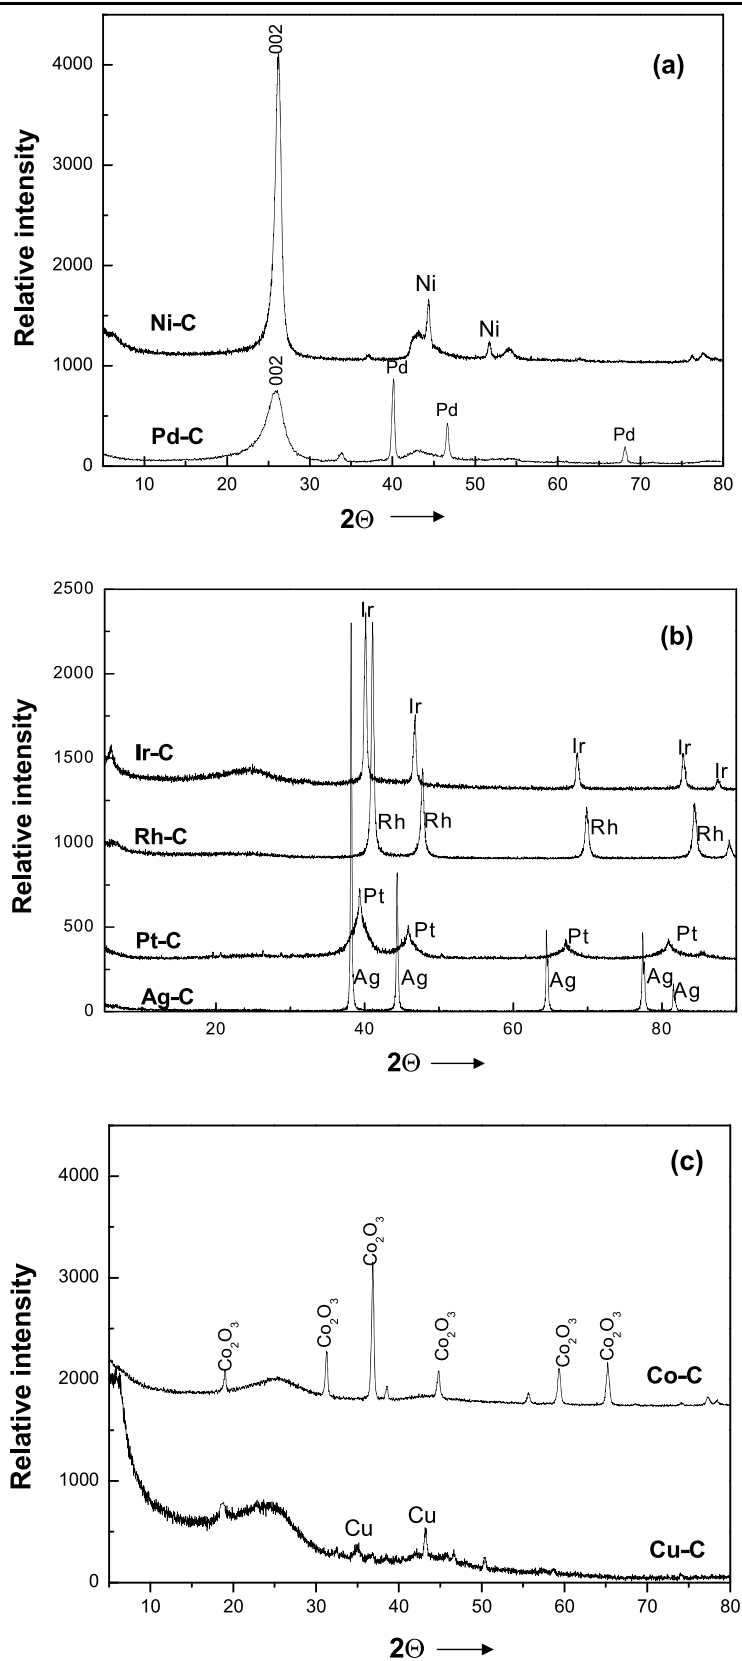 (a)
002
4000
3000
Relative intensity
2000
Ni
Ni-C
Ni
1000
002
Pd
Pd
Pd-C
Pd
0
10 20 30 40 50 60 70 80
2Θ
2500
Ir
(b)
2000
Ir
Relative intensity
Ir-C
Ir
Ir
Ir
1500
Rh-C
Rh
Rh
Rh
Rh
1000
Pt
Pt-C
Pt
Pt
Pt
500
Ag-C
Ag
Ag
Ag
Ag
Ag
0
20 40 60 80
2Θ
(c)
4000
Co2O3
3000
Relative intensity
Co2O3
Co2O3
Co2O3
Co2O3
Co2O3
Co-C
2000
1000
Cu
Cu
Cu-C
0
10 20 30 40 50 60 70 80
2Θ